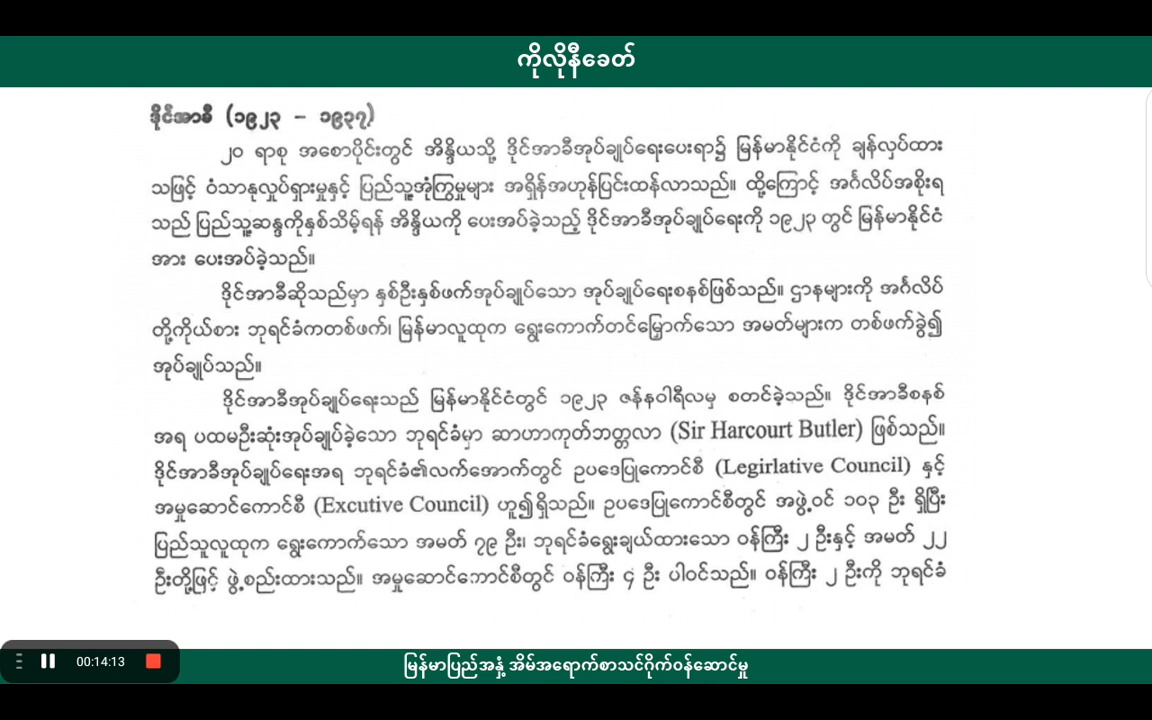 ကိုလိုနီခေတ်
ဒိုင်အာခီ (၁၉၂၃ – ၁၉၃၇)
၂၀ ရာစု အစောပိုင်းတွင် အိန္ဒိယသို့ ဒိုင်အာခီအုပ်ချုပ်ရေးပေးရာ၌ မြန်မာနိုင်ငံကို ချန်လှပ်ထား
သဖြင့် ဝံသာနုလှုပ်ရှားမှုနှင့် ပြည်သူ့အုံကြွမှုများ အရှိန်အဟုန်ပြင်းထန်လာသည်။ ထို့ကြောင့် အင်္ဂလိပ်အစိုးရ
သည် ပြည်သူ့ဆန္ဒကိုနှစ်သိမ့်ရန် အိန္ဒိယကို ပေးအပ်ခဲ့သည့် ဒိုင်အာခီအုပ်ချုပ်ရေးကို ၁၉၂၃ တွင် မြန်မာနိုင်ငံ
အား ပေးအပ်ခဲ့သည်။
ဒိုင်အာခီဆိုသည်မှာ နှစ်ဦးနှစ်ဖက်အုပ်ချုပ်သော အုပ်ချုပ်ရေးစနစ်ဖြစ်သည်။ ဌာနများကို အင်္ဂလိပ်
တို့ကိုယ်စား ဘုရင်ခံကတစ်ဖက်၊ မြန်မာလူထုက ရွေးကောက်တင်မြှောက်သော အမတ်များက တစ်ဖက်ခွဲ၍
အုပ်ချုပ်သည်။
ဒိုင်အာခီအုပ်ချုပ်ရေးသည် မြန်မာနိုင်ငံတွင် ၁၉၂၃ ဇန်နဝါရီလမှ စတင်ခဲ့သည်။ ဒိုင်အာခီစနစ်
အရ ပထမဦးဆုံးအုပ်ချုပ်ခဲ့သော ဘုရင်ခံမှာ ဆာဟာကုတ်ဘတ္တလာ (Sir Harcourt Butler) ဖြစ်သည်။
ဒိုင်အာခီအုပ်ချုပ်ရေးအရ ဘုရင်ခံ၏လက်အောက်တွင် ဥပဒေပြုကောင်စီ (Legirlative Council) နှင့်
အမှုဆောင်ကောင်စီ (Excutive Council) ဟူ၍ရှိသည်။ ဥပဒေပြုကောင်စီတွင် အဖွဲ့ဝင် ၁၀၃ ဦး ရှိပြီး
ပြည်သူလူထုက ရွေးကောက်သော အမတ် ၇၉ ဦး၊ ဘုရင်ခံရွေးချယ်ထားသော ဝန်ကြီး ၂ ဦးနှင့် အမတ် ၂၂
ဦးတို့ဖြင့် ဖွဲ့စည်းထားသည်။ အမှုဆောင်ကောင်စီတွင် ဝန်ကြီး ၄ ဦး ပါဝင်သည်။ ဝန်ကြီး ၂ ဦးကို ဘုရင်ခံ
00:14:13
မြန်မာပြည်အနှံ့ အိမ်အရောက်စာသင်ဂိုက်ဝန်ဆောင်မှု